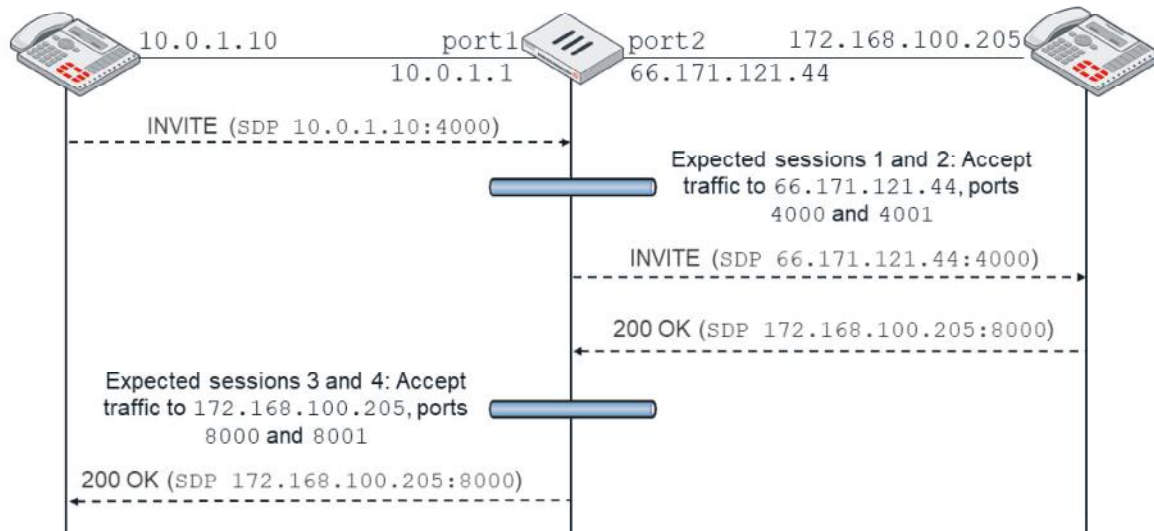 10.0.1.10
port1
port2
172.168.100.205
10.0.1.1
66.171.121.44
INVITE (SDP 10.0.1.10:4000)
Expected sessions 1 and 2: Accept
traffic to 66.171.121.44, ports
4000 and 4001
INVITE (SDP 66.171.121.44:4000)
200 OK (SDP 172.168.100.205:8000)
Expected sessions 3 and 4: Accept
traffic to 172.168.100.205, ports
8000 and 8001
200 OK (SDP 172.168.100.205:8000)